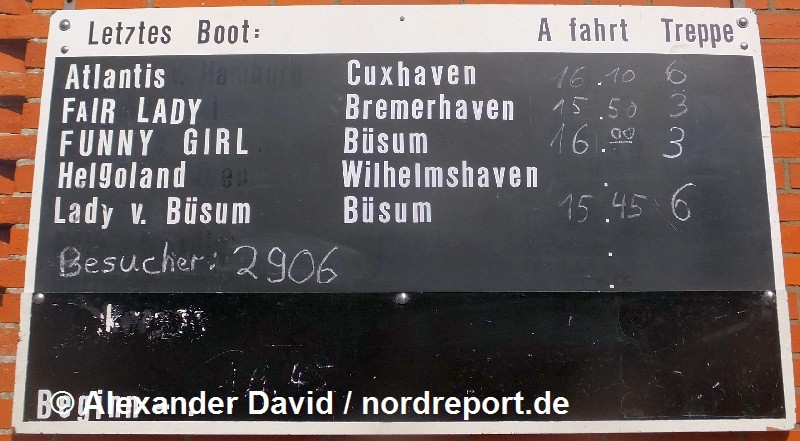 Letztes Boot: A fahrt Treppe
Atlantis Cuxhaven 16.10 6
FAIR LADY Bremerhaven 15.50 3
FUNNY GIRL Büsum 16.00 3
Helgoland Wilhelmshaven .
Lady v. Büsum Büsum 15.45 6
Besucher: 2906
Beginn
© Alexander David / nordreport.de